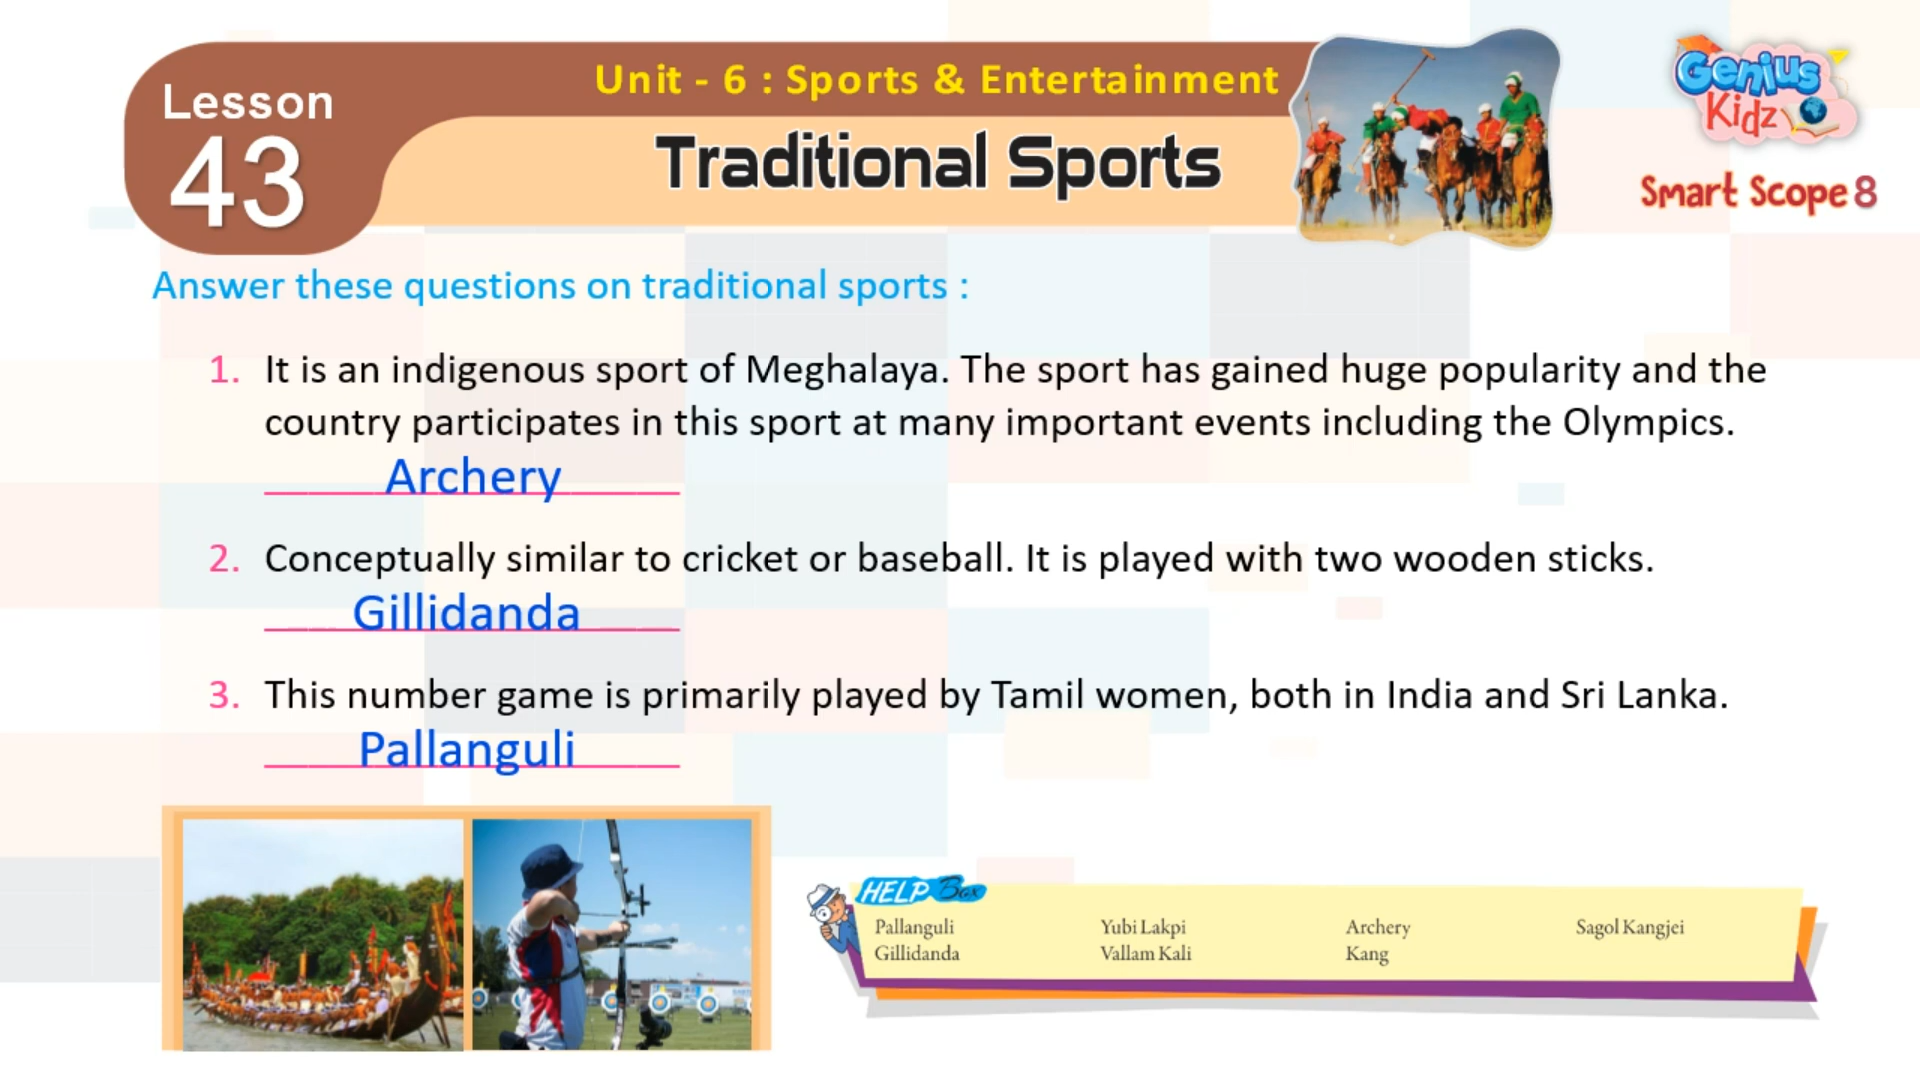 Lesson
43
Unit - 6 : Sports & Entertainment
Traditional Sports
Genius
Kidz
Smart Scope 8
Answer these questions on traditional sports :
1. It is an indigenous sport of Meghalaya. The sport has gained huge popularity and the
country participates in this sport at many important events including the Olympics.
Archery
2. Conceptually similar to cricket or baseball. It is played with two wooden sticks.
Gillidanda
3. This number game is primarily played by Tamil women, both in India and Sri Lanka.
Pallanguli
HELP Box
Pallanguli Yubi Lakpi Archery Sagol Kangjei
Gillidanda Vallam Kali Kang